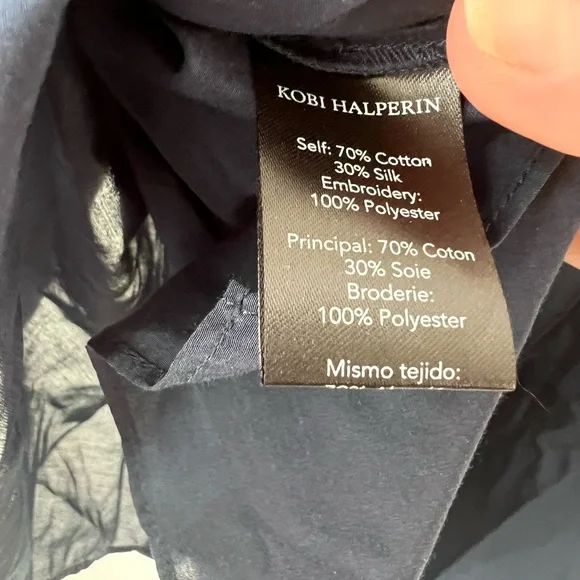 KOBI HALPERIN
Self: 70% Cotton
30% Silk
Embroidery:
100% Polyester
Principal: 70% Coton
30% Soie
Broderie:
100% Polyester
Mismo tejido: